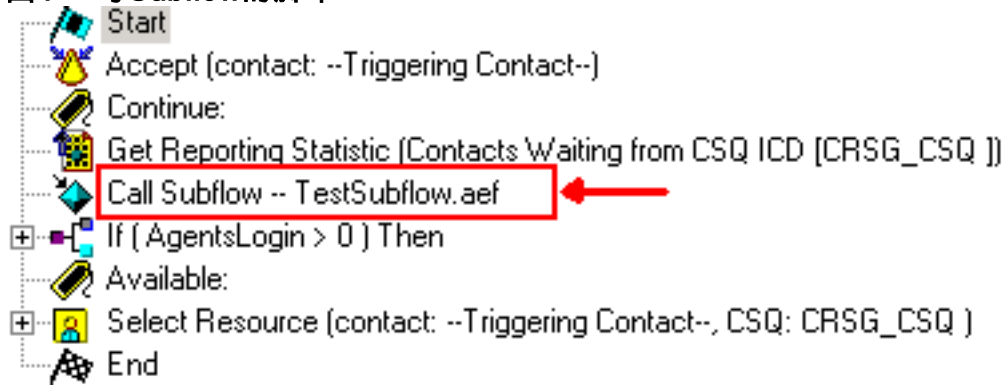 Start
Accept (contact: --Triggering Contact--)
Continue:
Get Reporting Statistic (Contacts Waiting from CSQ ICD [CRSG_CSQ ])
Call Subflow -- TestSubflow.aef
If ( AgentsLogin > 0 ) Then
Available:
Select Resource (contact: --Triggering Contact--, CSQ: CRSG_CSQ )
End